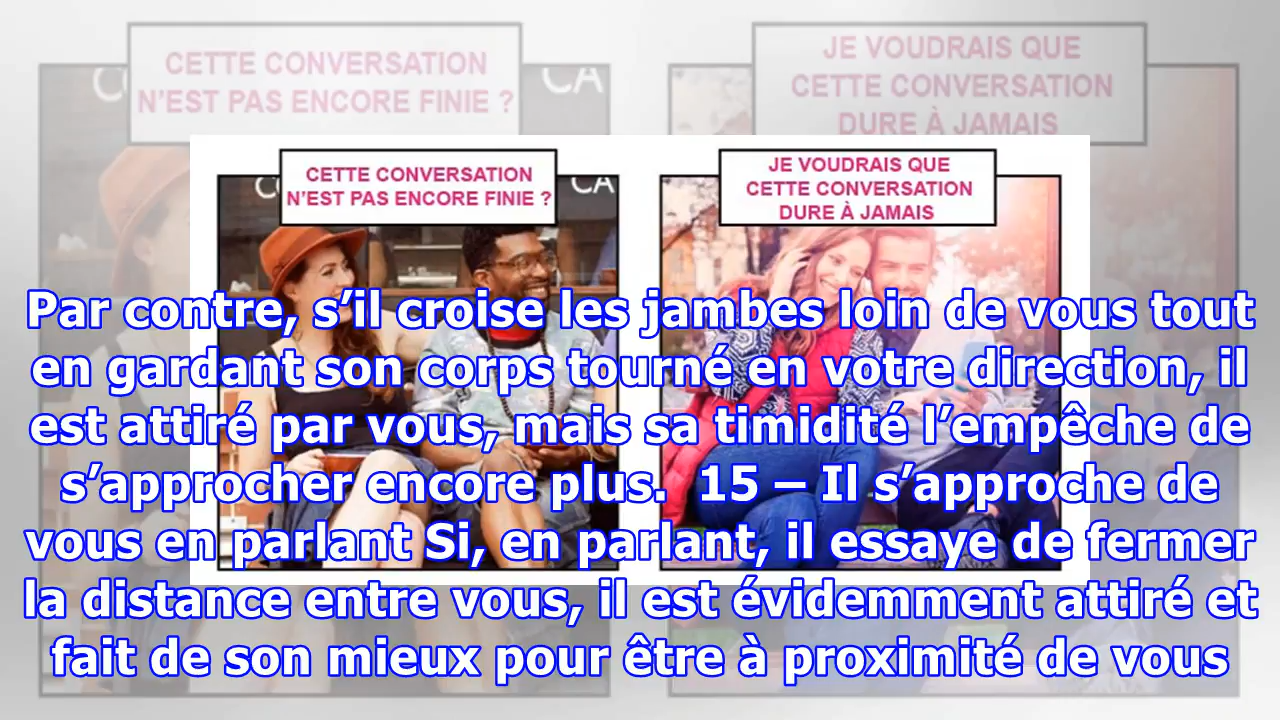 CETTE CONVERSATION
N’EST PAS ENCORE FINIE ?
JE VOUDRAIS QUE
CETTE CONVERSATION
DURE À JAMAIS
CETTE CONVERSATION
N’EST PAS ENCORE FINIE ?
JE VOUDRAIS QUE
CETTE CONVERSATION
DURE À JAMAIS
CA
CA
Par contre, s’il croise les jambes loin de vous tout
en gardant son corps tourné en votre direction, il
est attiré par vous, mais sa timidité l’empêche de
s’approcher encore plus. 15 – Il s’approche de
vous en parlant Si, en parlant, il essaye de fermer
la distance entre vous, il est évidemment attiré et
fait de son mieux pour être à proximité de vous